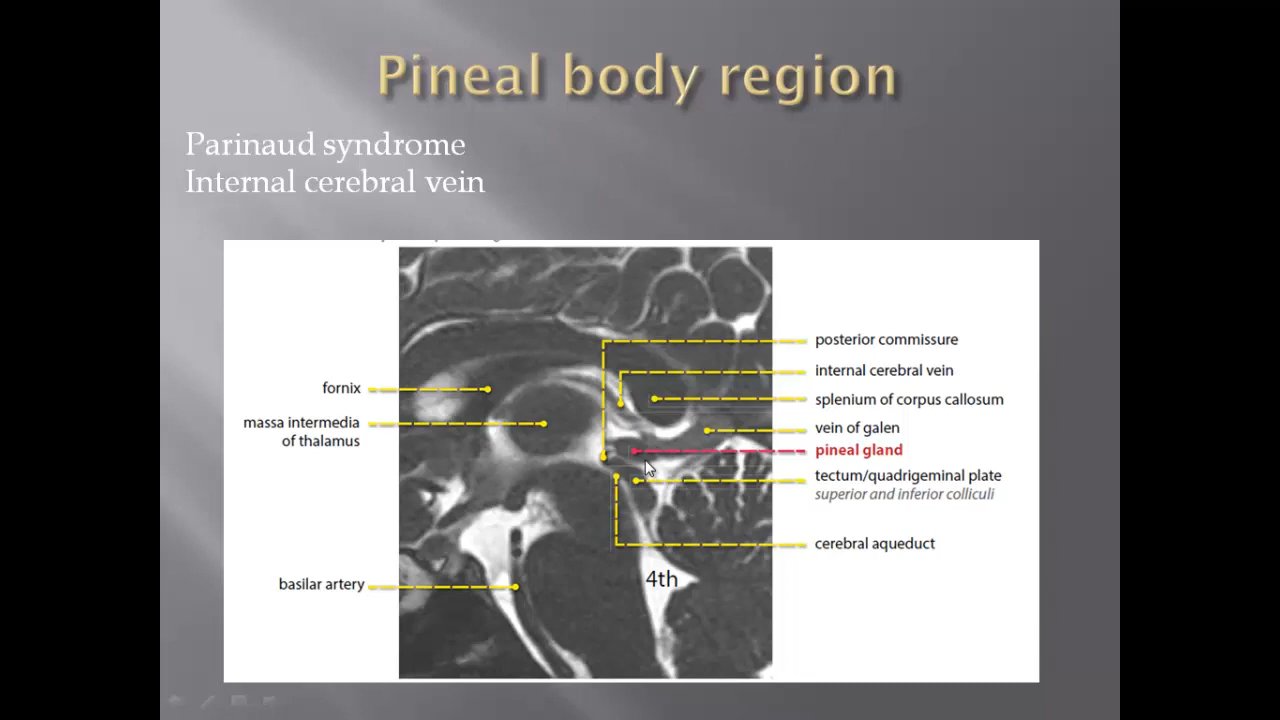 Pineal body region
Parinaud syndrome
Internal cerebral vein
posterior commissure
internal cerebral vein
fornix
splenium of corpus callosum
massa intermedia
of thalamus
vein of galen
pineal gland
tectum/quadrigeminal plate
superior and inferior colliculi
cerebral aqueduct
basilar artery
4th